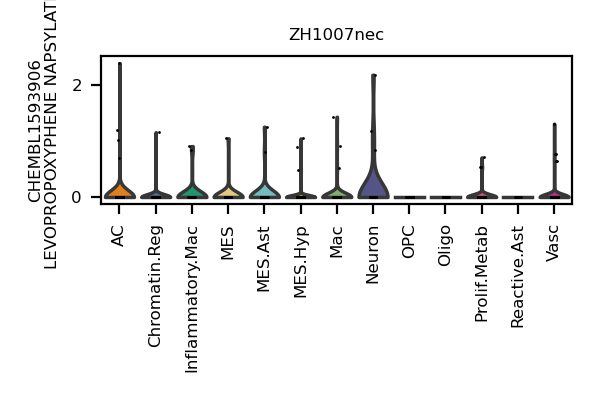 ZH1007nec
CHEMBL1593906
LEVOPROPOXYPHENE NAPSYLAT
2
0
AC
Chromatin.Reg
Inflammatory.Mac
MES
MES.Ast
MES.Hyp
Mac
Neuron
OPC
Oligo
Prolif.Metab
Reactive.Ast
Vasc